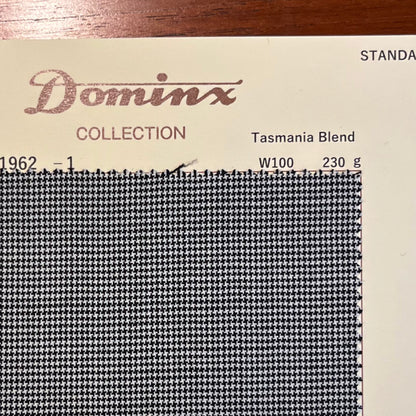 STANDA
Dominx
COLLECTION
Tasmania Blend
1962 -1 W100 230 g